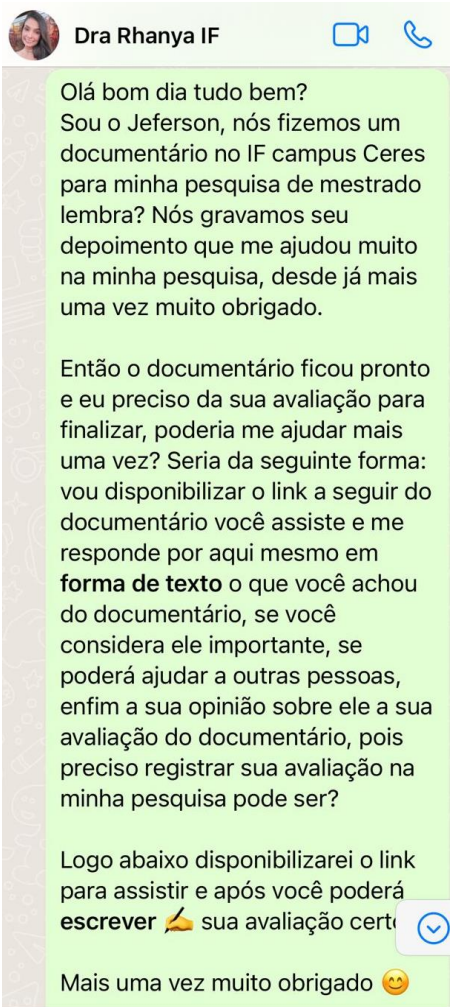 Dra Rhanya IF
Olá bom dia tudo bem?
Sou o Jeferson, nós fizemos um
documentário no IF campus Ceres
para minha pesquisa de mestrado
lembra? Nós gravamos seu
depoimento que me ajudou muito
na minha pesquisa, desde já mais
uma vez muito obrigado.
Então o documentário ficou pronto
e eu preciso da sua avaliação para
finalizar, poderia me ajudar mais
uma vez? Seria da seguinte forma:
vou disponibilizar o link a seguir do
documentário você assiste e me
responde por aqui mesmo em
forma de texto o que você achou
do documentário, se você
considera ele importante, se
poderá ajudar a outras pessoas,
enfim a sua opinião sobre ele a sua
avaliação do documentário, pois
preciso registrar sua avaliação na
minha pesquisa pode ser?
Logo abaixo disponibilizarei o link
para assistir e após você poderá
escrever ✍️ sua avaliação
Mais uma vez muito obrigado 😊